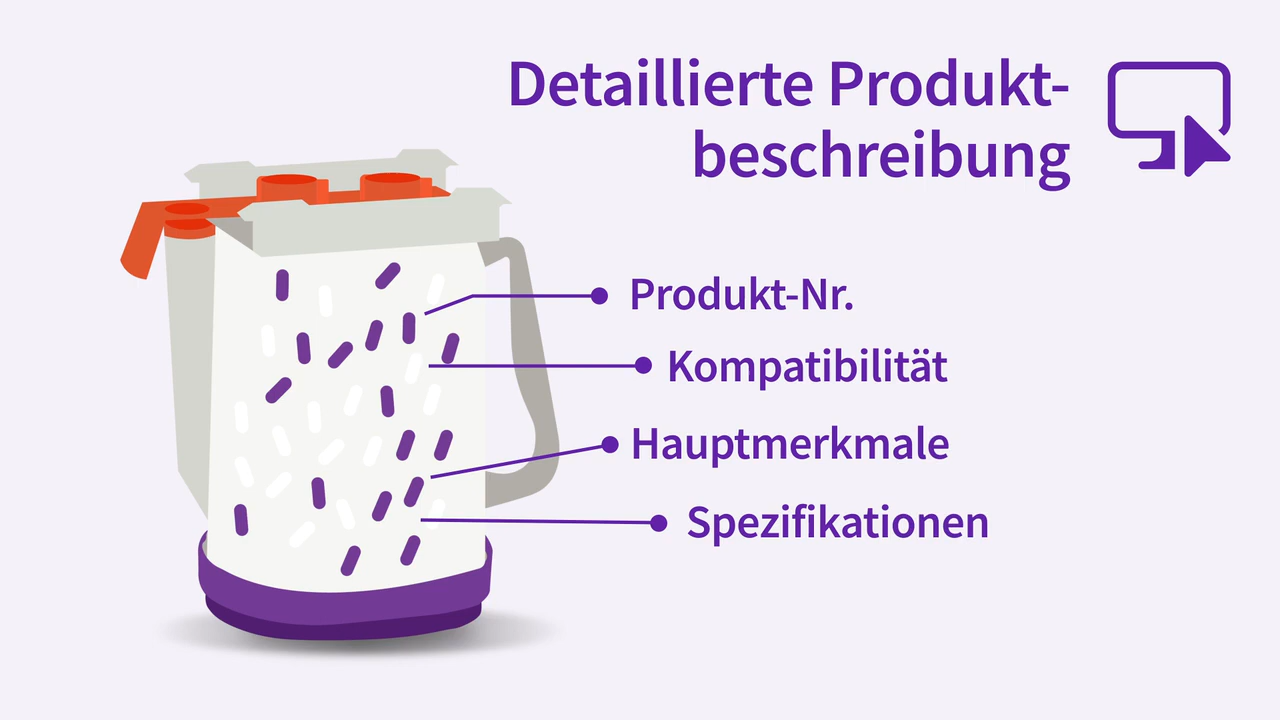 Detaillierte Produkt-
beschreibung
Produkt-Nr.
Kompatibilität
Hauptmerkmale
Spezifikationen